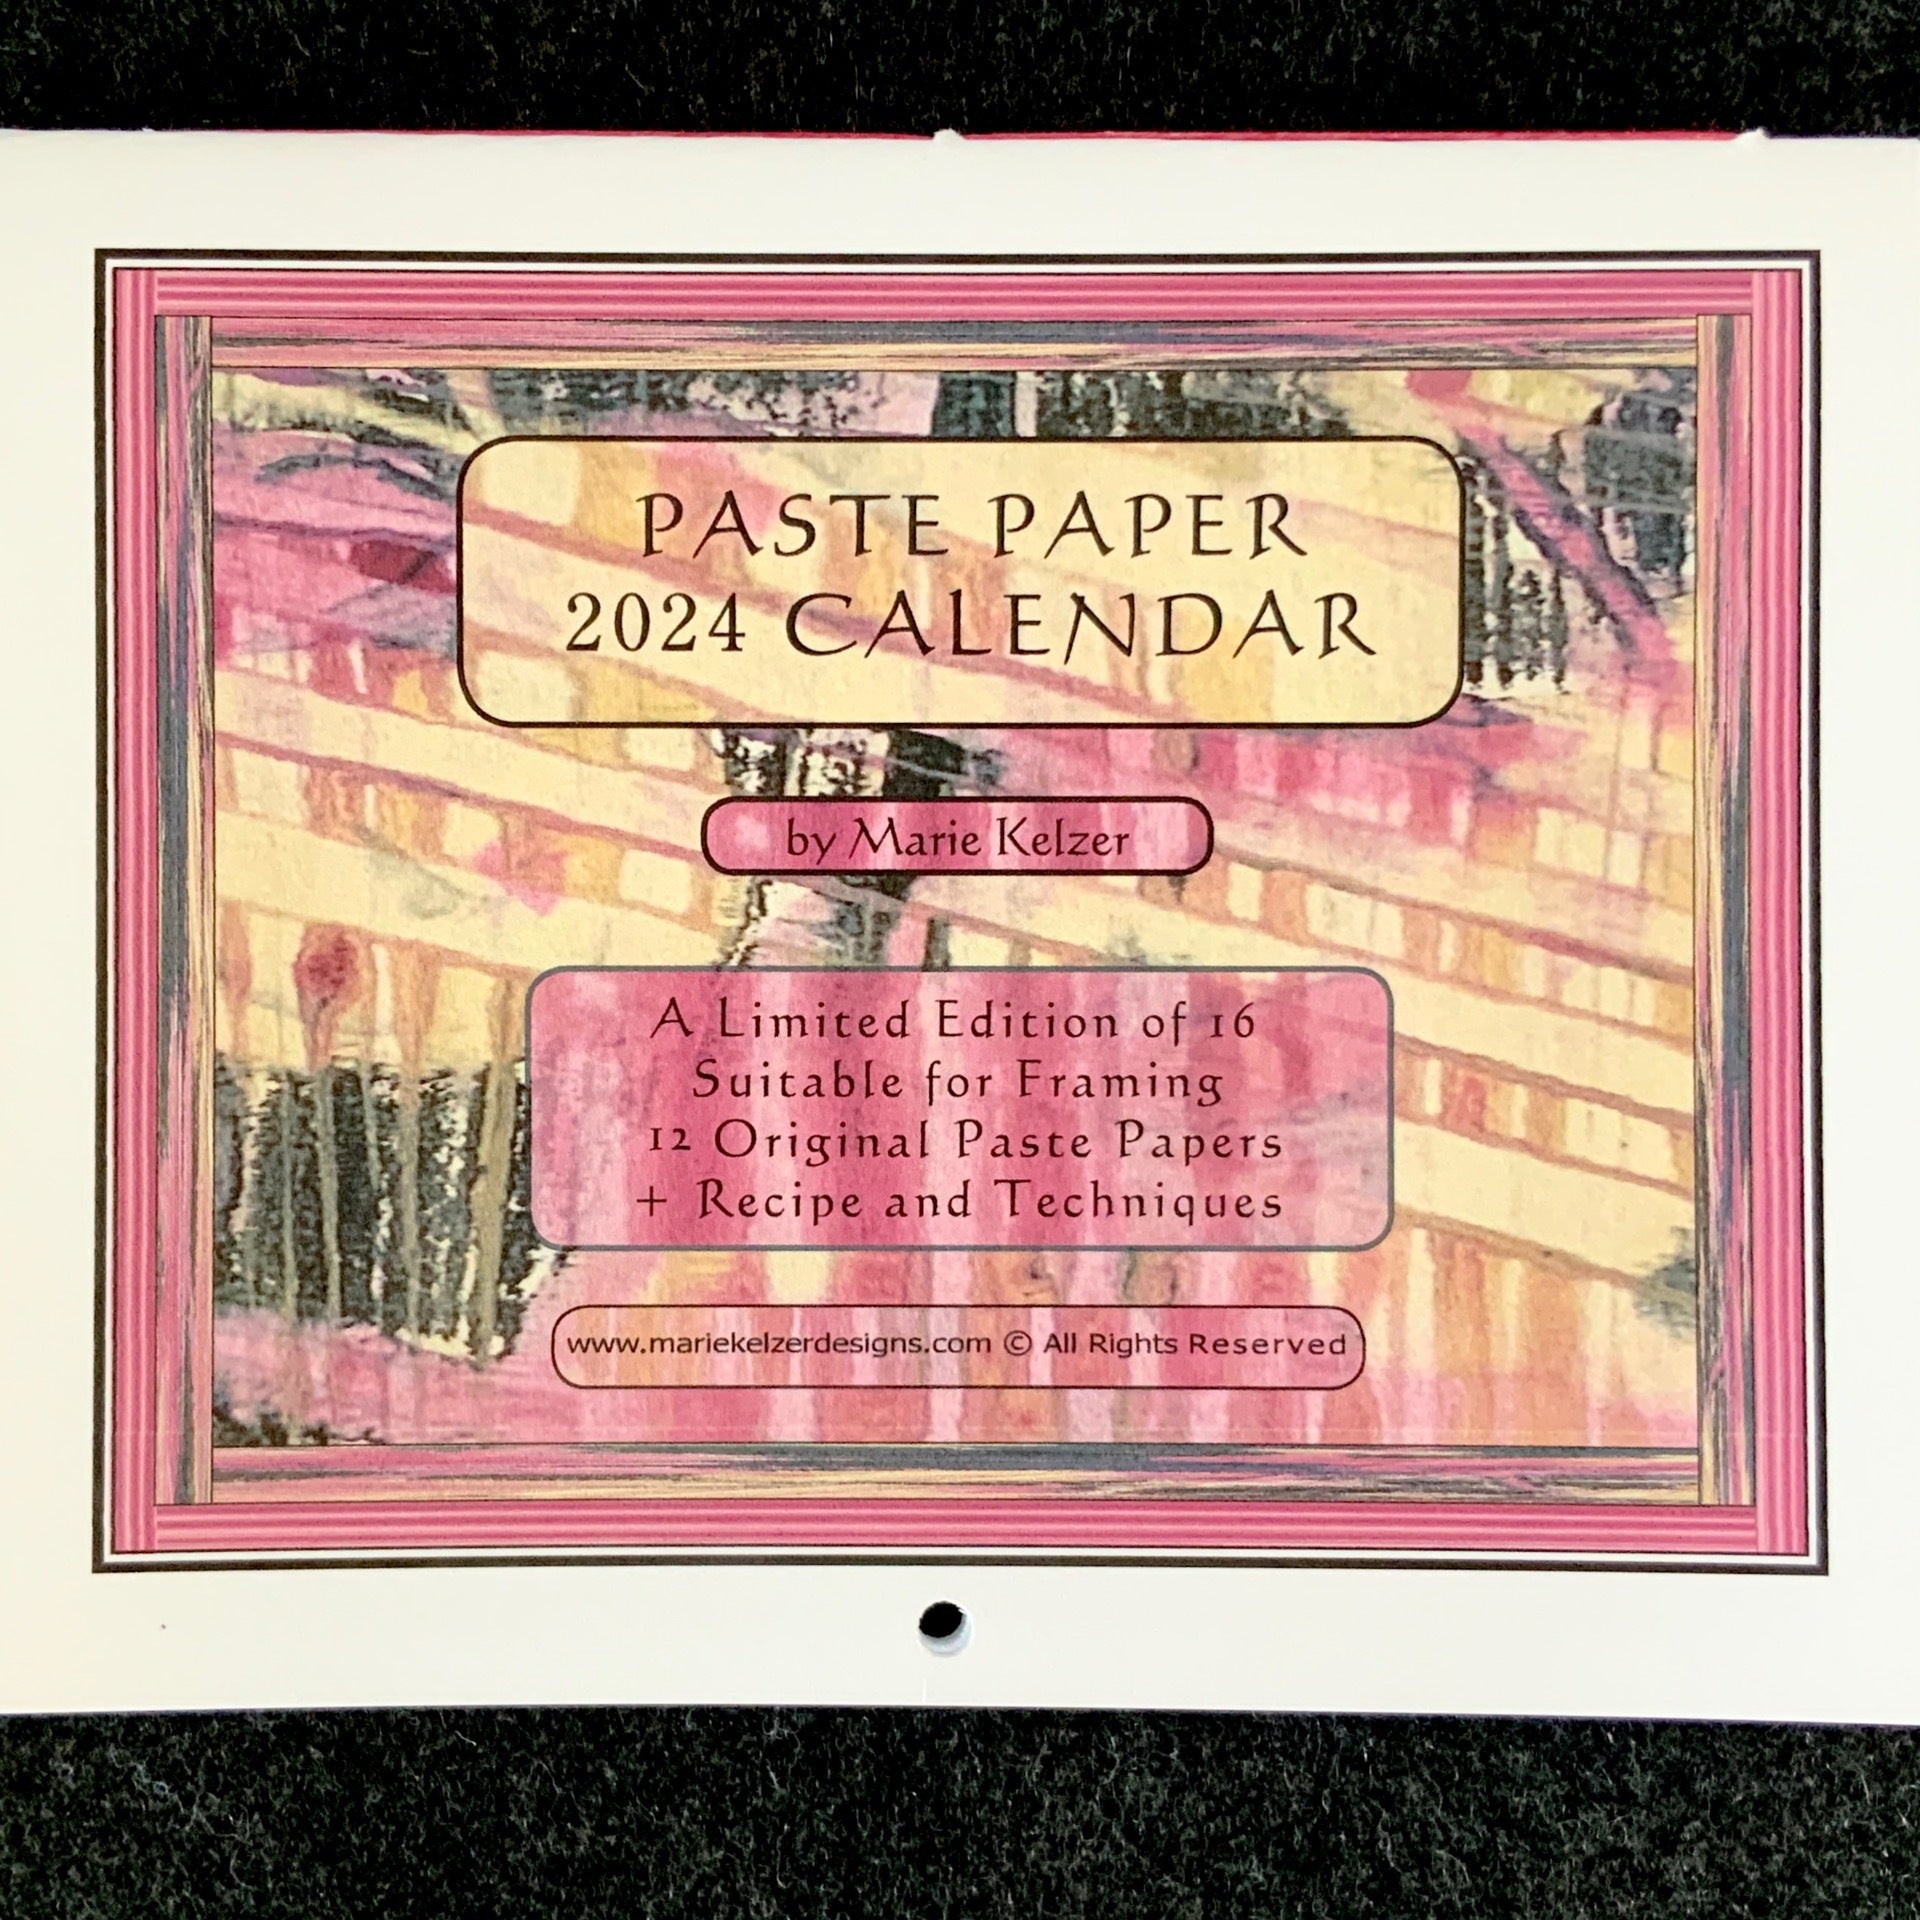 PASTE PAPER
2024 CALENDAR
by Marie Kelzer
A Limited Edition of 16
Suitable for Framing
12 Original Paste Papers
+ Recipe and Techniques
www.mariekelzerdesigns.com © All Rights Reserved